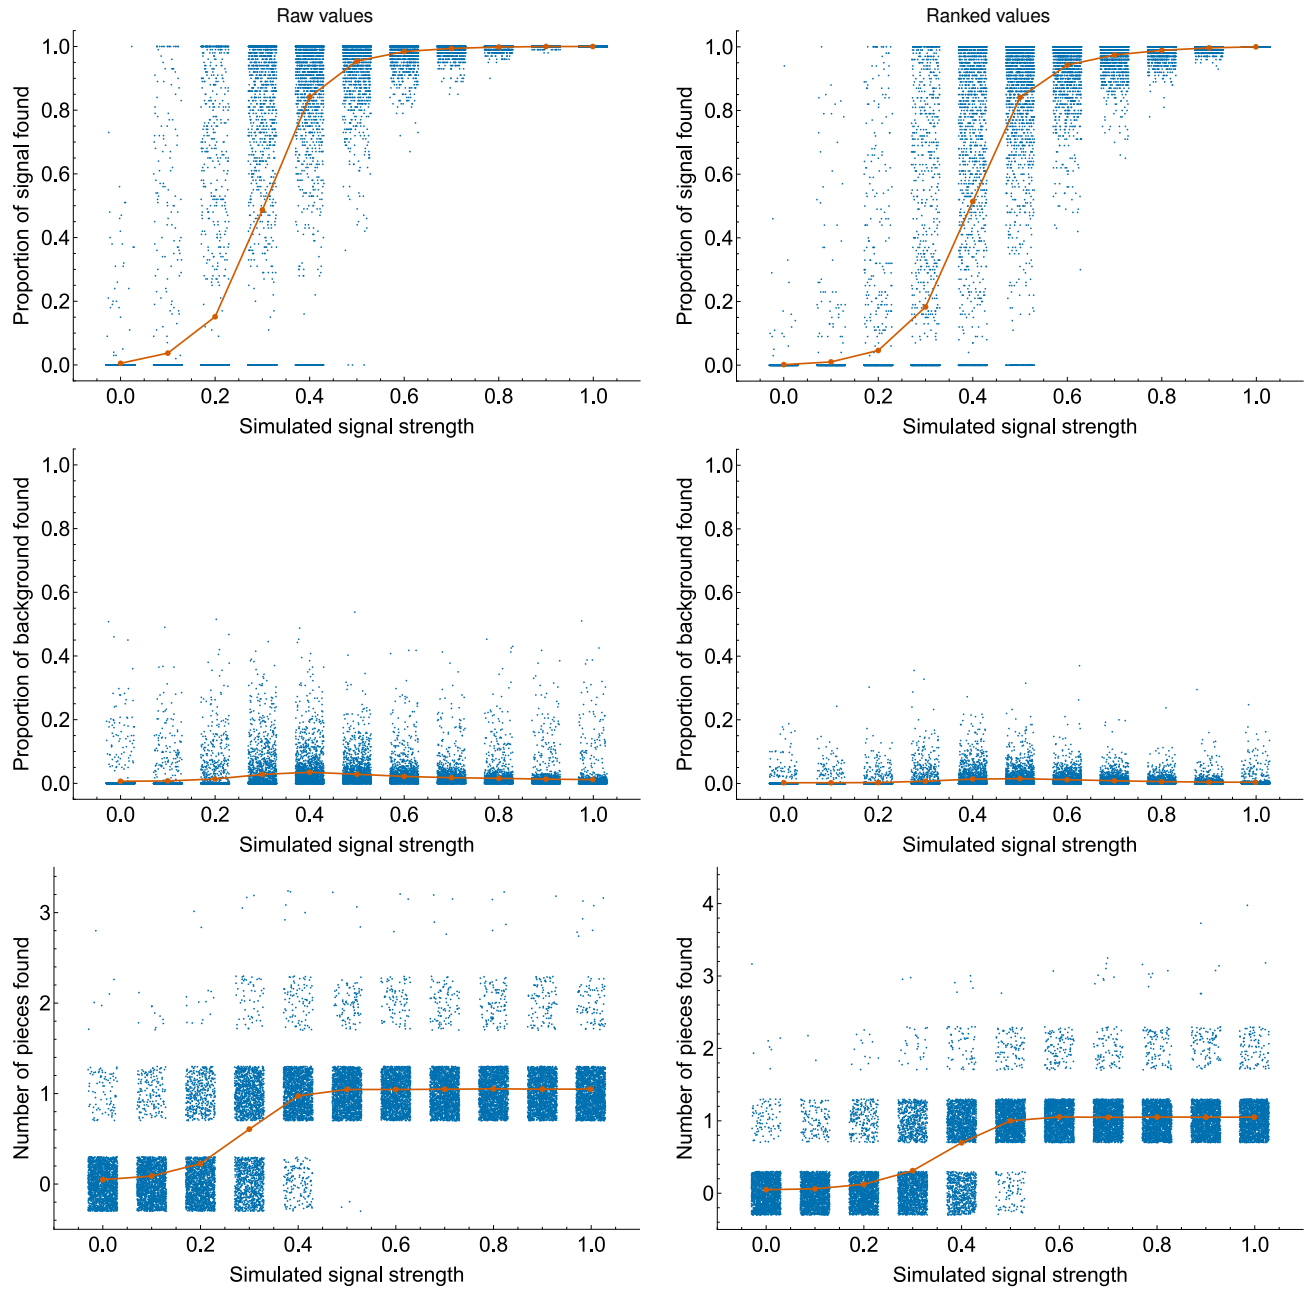 Raw values
Ranked values
Proportion of signal found
1.0
0.8
0.6
0.4
0.2
0.0
0.0 0.2 0.4 0.6 0.8 1.0
Simulated signal strength
Proportion of signal found
1.0
0.8
0.6
0.4
0.2
0.0
0.0 0.2 0.4 0.6 0.8 1.0
Simulated signal strength
Proportion of background found
1.0
0.8
0.6
0.4
0.2
0.0
0.0 0.2 0.4 0.6 0.8 1.0
Simulated signal strength
Proportion of background found
1.0
0.8
0.6
0.4
0.2
0.0
0.0 0.2 0.4 0.6 0.8 1.0
Simulated signal strength
Number of pieces found
3
2
1
0
0.0 0.2 0.4 0.6 0.8 1.0
Simulated signal strength
Number of pieces found
4
3
2
1
0
0.0 0.2 0.4 0.6 0.8 1.0
Simulated signal strength